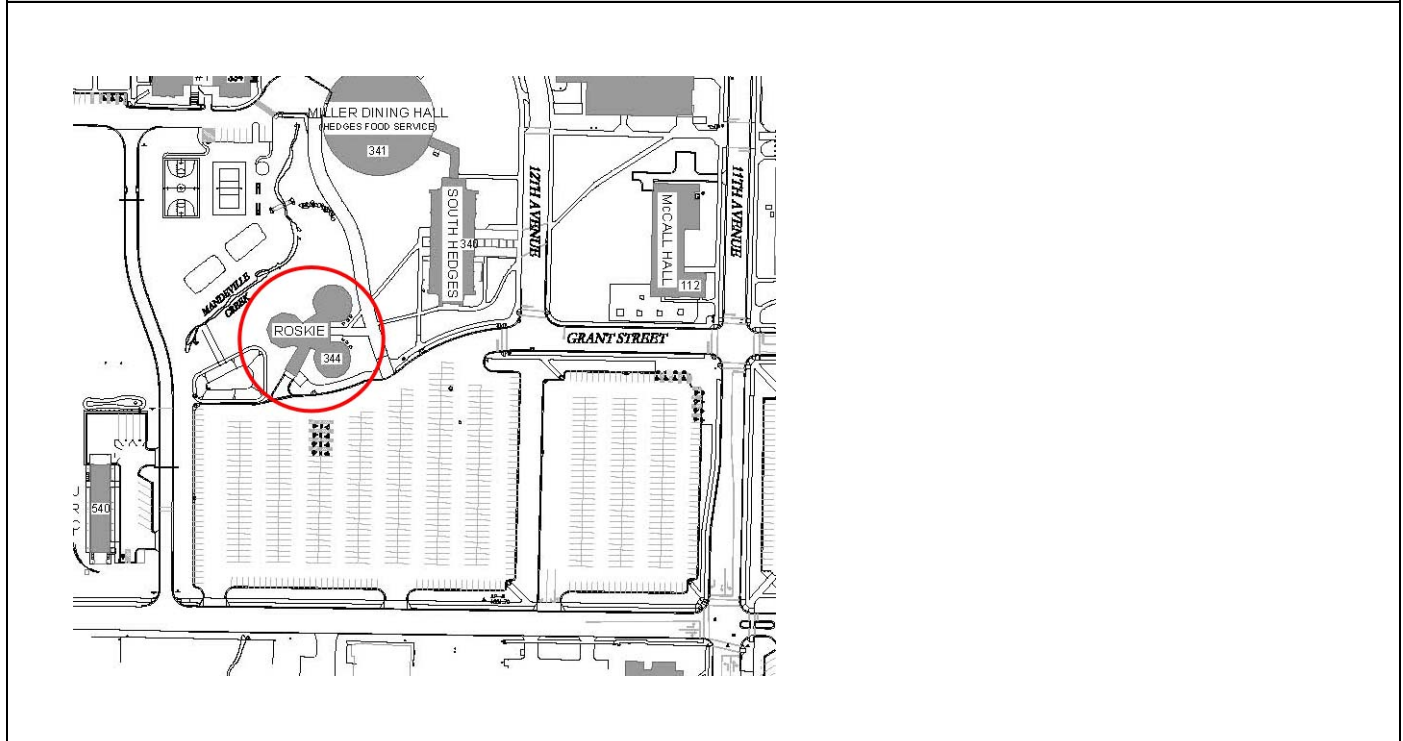 334
MILLER DINING HALL
(HEDGES FOOD SERVICE)
341
SOUTH HEDGES
340
12TH AVENUE
McCALL HALL
112
11TH AVENUE
MANDEVILLE
CREEK
ROSKIE
344
GRANT STREET
540